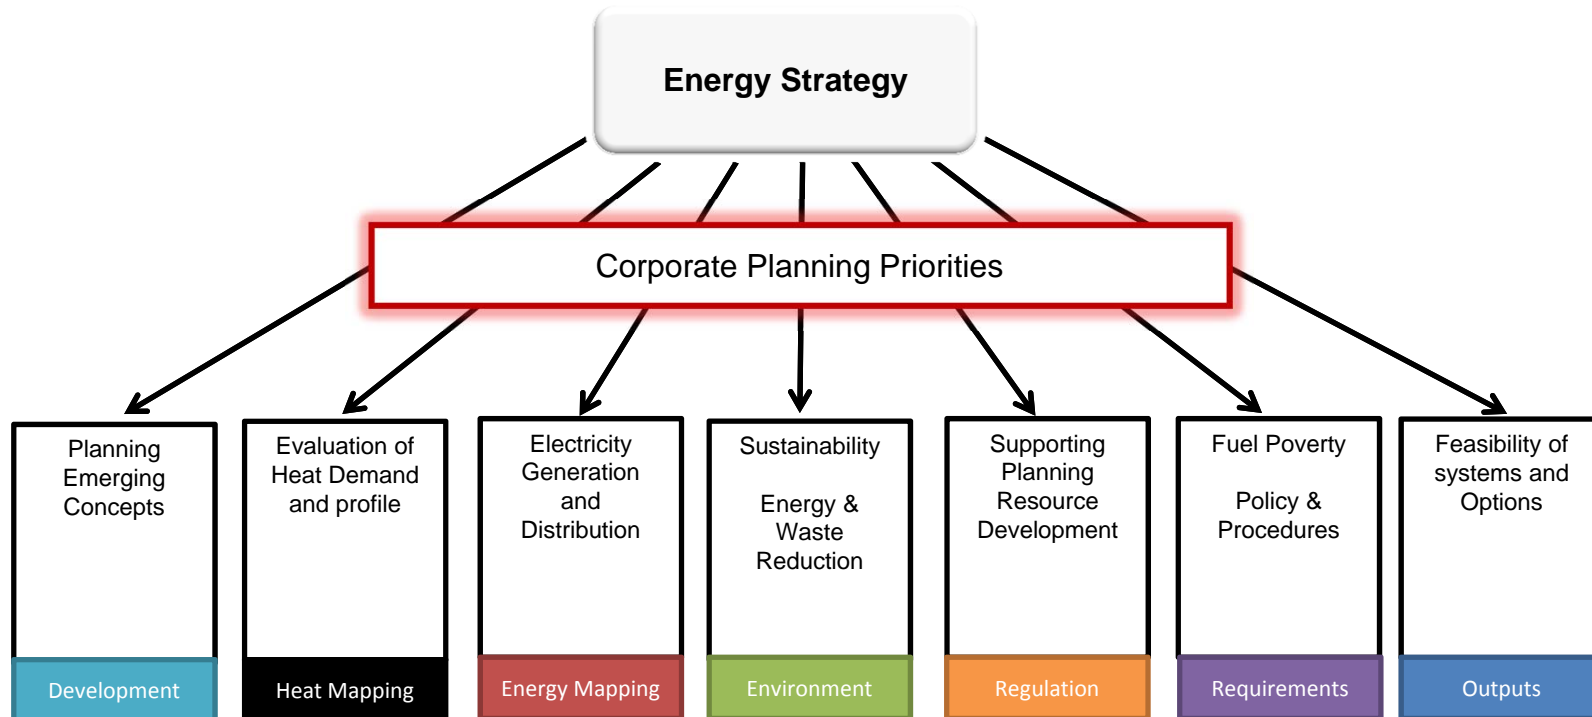 Energy Strategy
Corporate Planning Priorities
Planning
Emerging
Concepts
Development
Evaluation of
Heat Demand
and profile
Heat Mapping
Electricity
Generation
and
Distribution
Energy Mapping
Sustainability
Energy &
Waste
Reduction
Environment
Supporting
Planning
Resource
Development
Regulation
Fuel Poverty
Policy &
Procedures
Requirements
Feasibility of
systems and
Options
Outputs